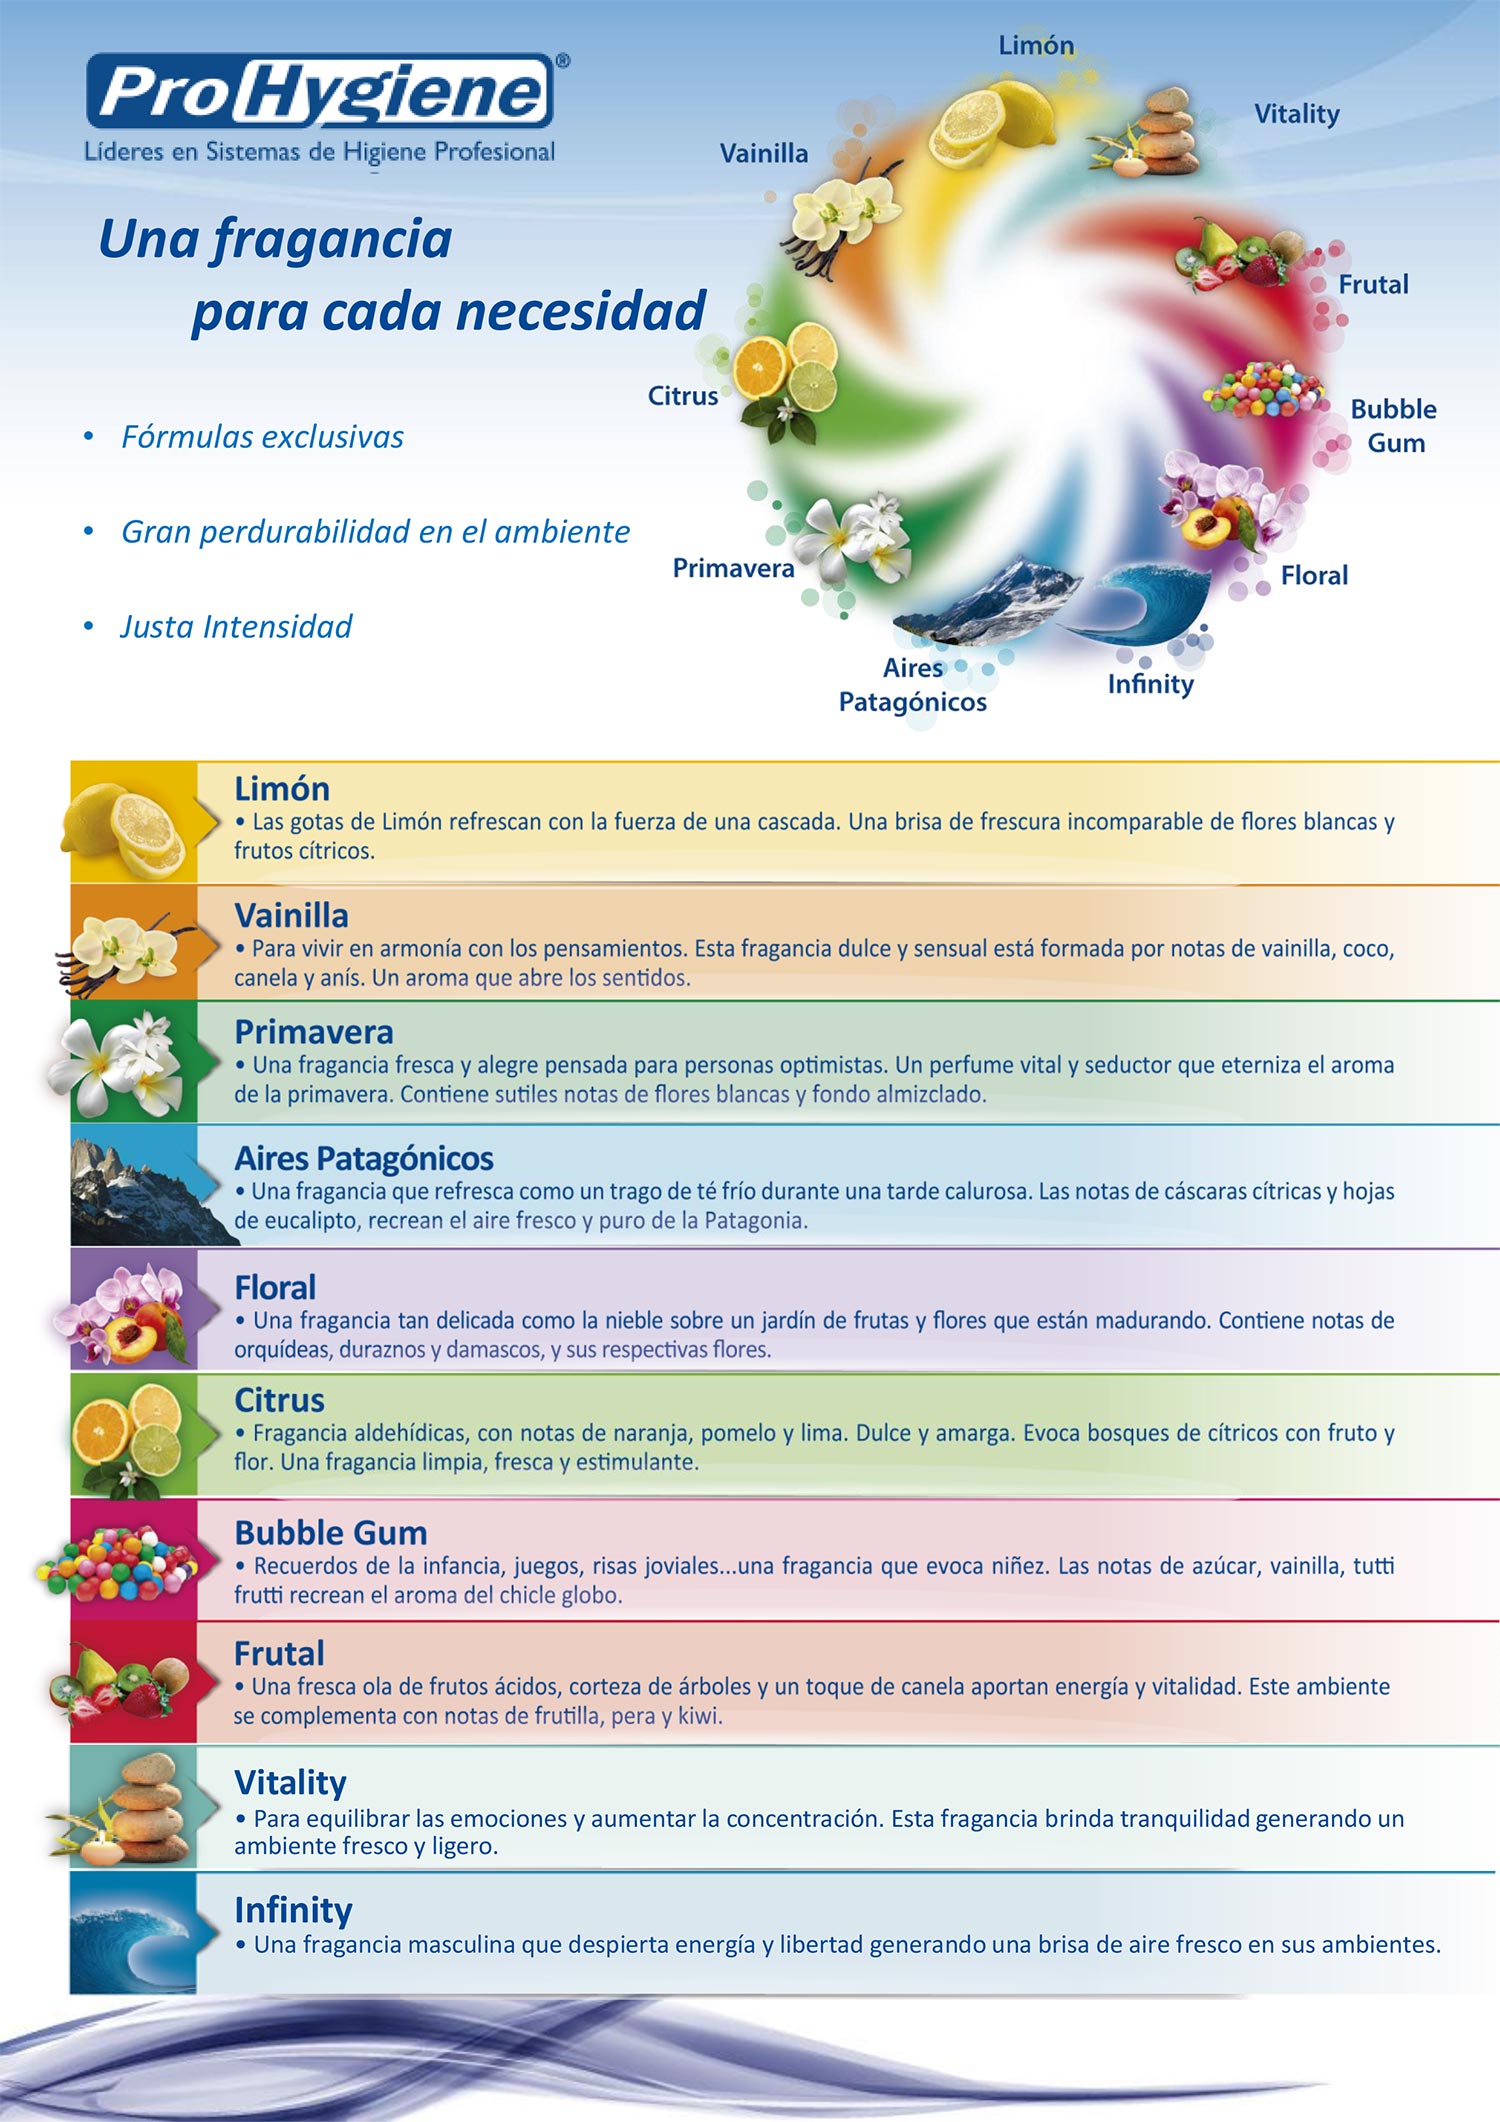 ProHygiene®
Líderes en Sistemas de Higiene Profesional
Una fragancia
para cada necesidad
• Fórmulas exclusivas
• Gran perdurabilidad en el ambiente
• Justa Intensidad
Limón
Vitality
Vainilla
Frutal
Citrus
Bubble
Gum
Primavera
Floral
Aires
Patagónicos
Infinity
Limón
• Las gotas de Limón refrescan con la fuerza de una cascada. Una brisa de frescura incomparable de flores blancas y
frutos cítricos.
Vainilla
• Para vivir en armonía con los pensamientos. Esta fragancia dulce y sensual está formada por notas de vainilla, coco,
canela y anís. Un aroma que abre los sentidos.
Primavera
• Una fragancia fresca y alegre pensada para personas optimistas. Un perfume vital y seductor que eterniza el aroma
de la primavera. Contiene sutiles notas de flores blancas y fondo almizclado.
Aires Patagónicos
• Una fragancia que refresca como un trago de té frío durante una tarde calurosa. Las notas de cáscaras cítricas y hojas
de eucalipto, recrean el aire fresco y puro de la Patagonia.
Floral
• Una fragancia tan delicada como la nieble sobre un jardín de frutas y flores que están madurando. Contiene notas de
orquídeas, duraznos y damascos, y sus respectivas flores.
Citrus
• Fragancia aldehídicas, con notas de naranja, pomelo y lima. Dulce y amarga. Evoca bosques de cítricos con fruto y
flor. Una fragancia limpia, fresca y estimulante.
Bubble Gum
• Recuerdos de la infancia, juegos, risas joviales...una fragancia que evoca niñez. Las notas de azúcar, vainilla, tutti
frutti recrean el aroma del chicle globo.
Frutal
• Una fresca ola de frutos ácidos, corteza de árboles y un toque de canela aportan energía y vitalidad. Este ambiente
se complementa con notas de frutilla, pera y kiwi.
Vitality
• Para equilibrar las emociones y aumentar la concentración. Esta fragancia brinda tranquilidad generando un
ambiente fresco y ligero.
Infinity
• Una fragancia masculina que despierta energía y libertad generando una brisa de aire fresco en sus ambientes.